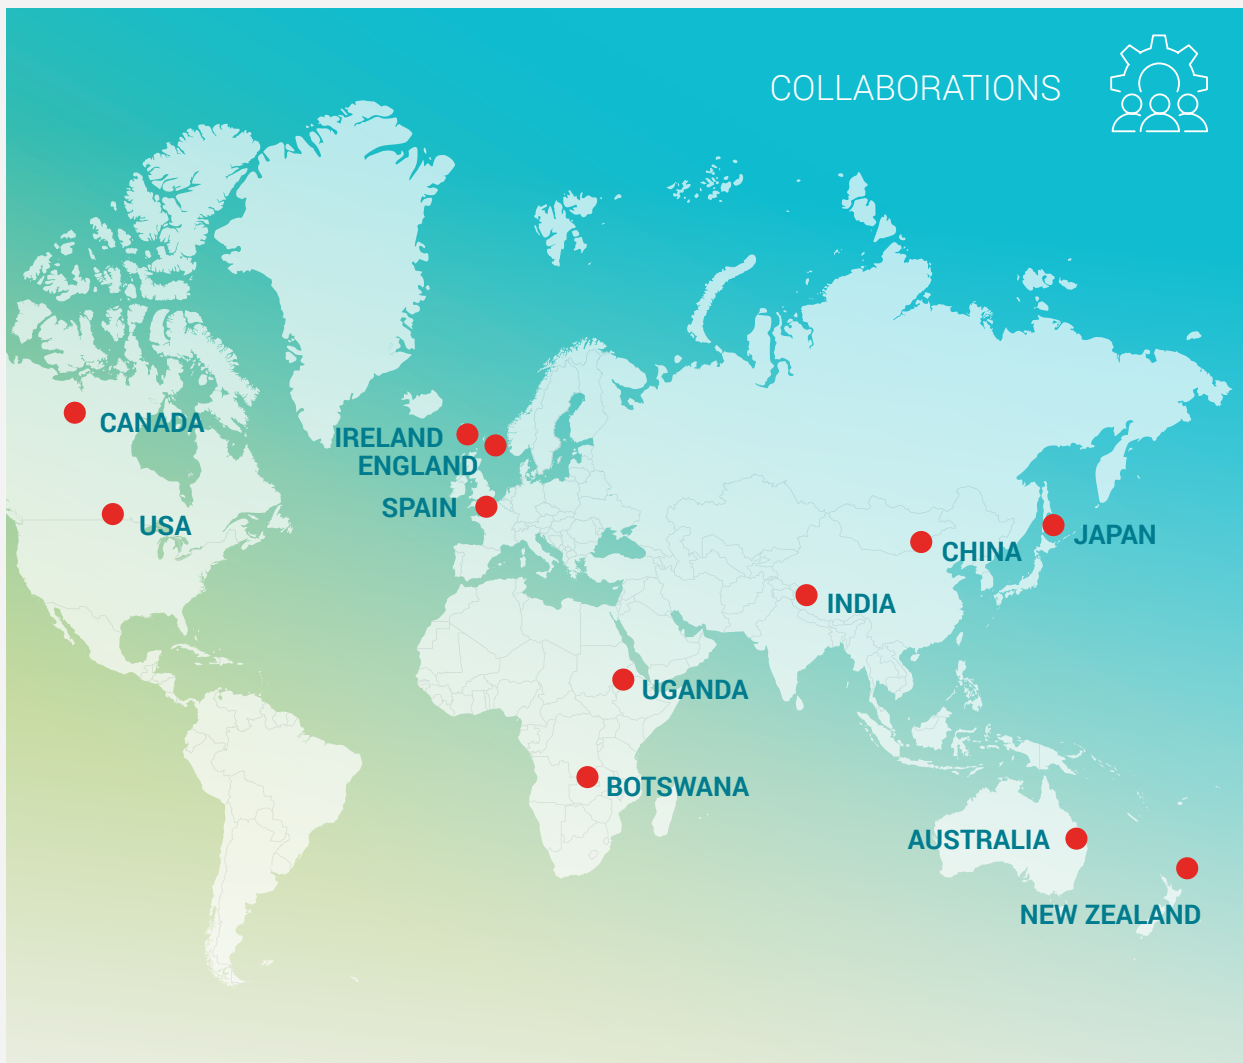 COLLABORATIONS
CANADA
IRELAND
ENGLAND
SPAIN
USA
JAPAN
CHINA
INDIA
UGANDA
BOTSWANA
AUSTRALIA
NEW ZEALAND